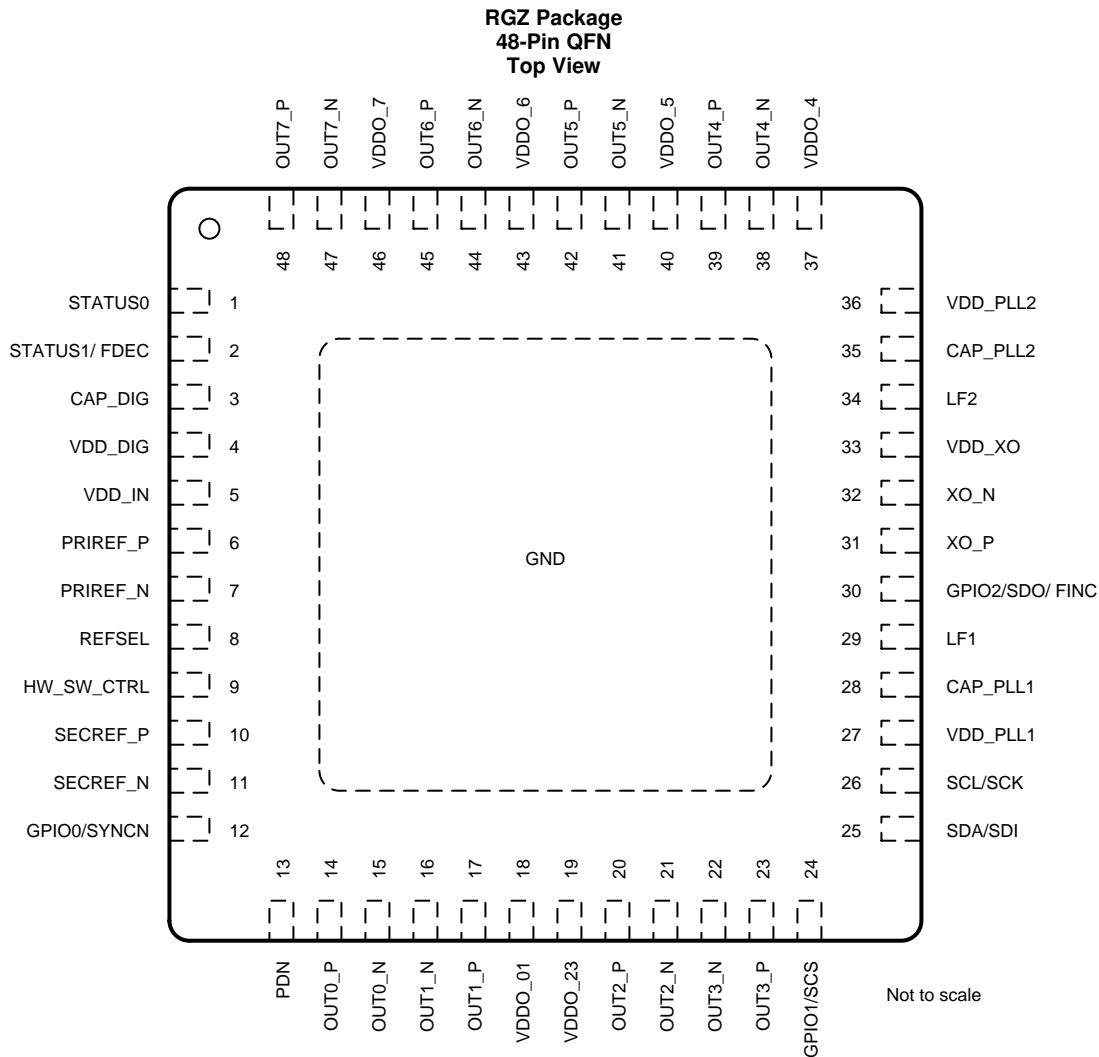 RGZ Package
48-Pin QFN
Top View
OUT7_P
OUT7_N
VDDO_7
OUT6_P
OUT6_N
VDDO_6
OUT5_P
OUT5_N
VDDO_5
OUT4_P
OUT4_N
VDDO_4
48
47
46
45
44
43
42
41
40
39
38
37
STATUS0 1
STATUS1/ FDEC 2
CAP_DIG 3
VDD_DIG 4
VDD_IN 5
PRIREF_P 6
PRIREF_N 7
REFSEL 8
HW_SW_CTRL 9
SECREF_P 10
SECREF_N 11
GPIO0/SYNCN 12
GND
36 VDD_PLL2
35 CAP_PLL2
34 LF2
33 VDD_XO
32 XO_N
31 XO_P
30 GPIO2/SDO/ FINC
29 LF1
28 CAP_PLL1
27 VDD_PLL1
26 SCL/SCK
25 SDA/SDI
13
14
15
16
17
18
19
20
21
22
23
24
PDN
OUT0_P
OUT0_N
OUT1_N
OUT1_P
VDDO_01
VDDO_23
OUT2_P
OUT2_N
OUT3_N
OUT3_P
GPIO1/SCS
Not to scale